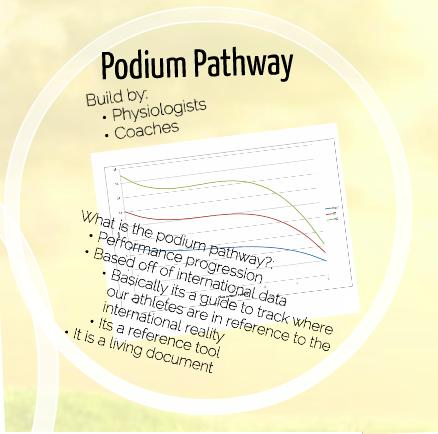 Podium Pathway
Build by:
• Physiologists
• Coaches
What is the podium pathway?:
• Performance progression
• Based off of international data
• Basically its a guide to track where
our athletes are in reference to the
international reality
• Its a reference tool
• It is a living document